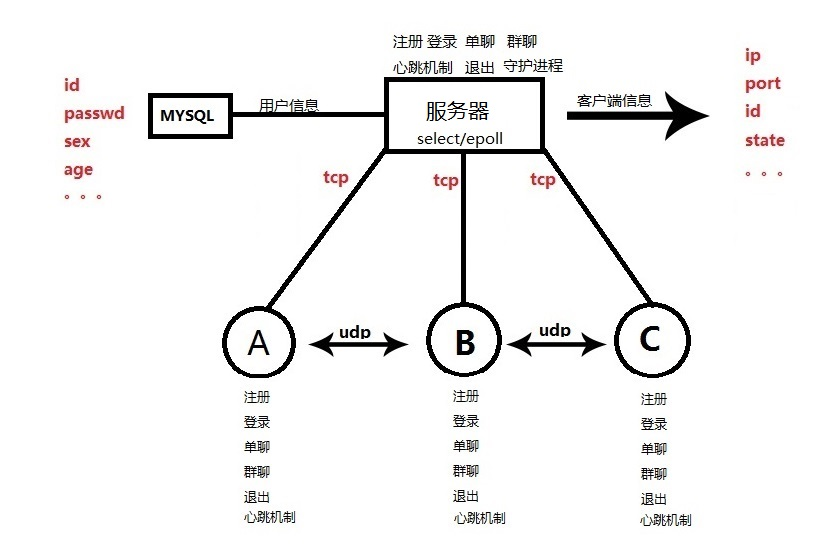 注册 登录 单聊 群聊
心跳机制 退出 守护进程
id
passwd
sex
age
。。。
MYSQL
用户信息
服务器
select/epoll
客户端信息
ip
port
id
state
。。。
tcp
tcp
tcp
A
udp
B
udp
C
注册
登录
单聊
群聊
退出
心跳机制
注册
登录
单聊
群聊
退出
心跳机制
注册
登录
单聊
群聊
退出
心跳机制